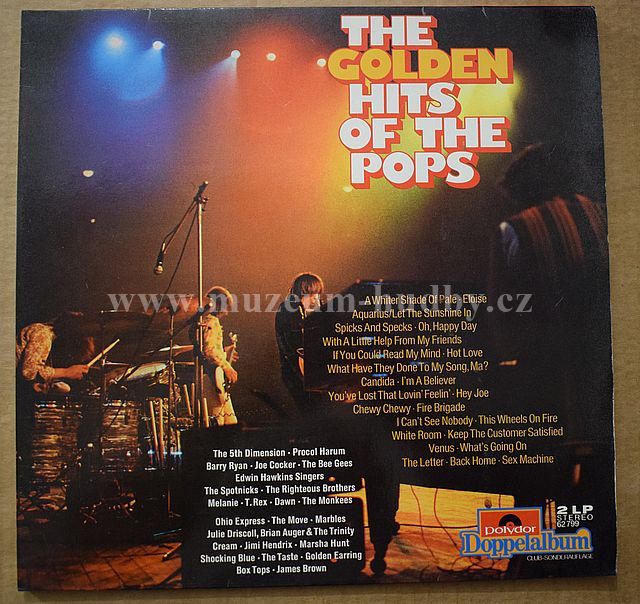 THE
GOLDEN
HITS
OF THE
POPS
www.muzeum-hudby.cz
A Whiter Shade Of Pale · Eloise
Aquarius/Let The Sunshine In
Spicks And Specks · Oh, Happy Day
With A Little Help From My Friends
If You Could Read My Mind · Hot Love
What Have They Done To My Song, Ma?
Candida · I'm A Believer
You've Lost That Lovin' Feelin' · Hey Joe
Chewy Chewy · Fire Brigade
I Can't See Nobody · This Wheels On Fire
White Room · Keep The Customer Satisfied
Venus · What's Going On
The Letter · Back Home · Sex Machine
The 5th Dimension · Procol Harum
Barry Ryan · Joe Cocker · The Bee Gees
Edwin Hawkins Singers
The Spotnicks · The Righteous Brothers
Melanie · T. Rex · Dawn · The Monkees
Ohio Express · The Move · Marbles
Julie Driscoll, Brian Auger & The Trinity
Cream · Jimi Hendrix · Marsha Hunt
Shocking Blue · The Taste · Golden Earring
Box Tops · James Brown
polydor
Doppelalbum
2 LP
STEREO
62 799
CLUB-SONDERAUFLAGE